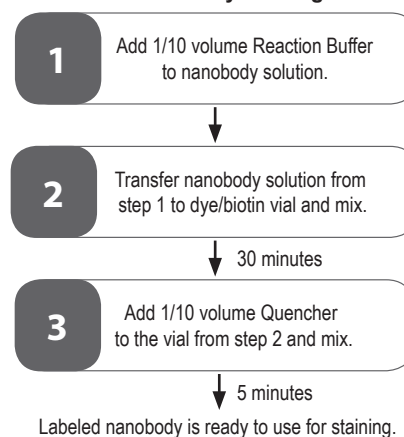 1
Add 1/10 volume Reaction Buffer
to nanobody solution.
2
Transfer nanobody solution from
step 1 to dye/biotin vial and mix.
30 minutes
3
Add 1/10 volume Quencher
to the vial from step 2 and mix.
5 minutes
Labeled nanobody is ready to use for staining.